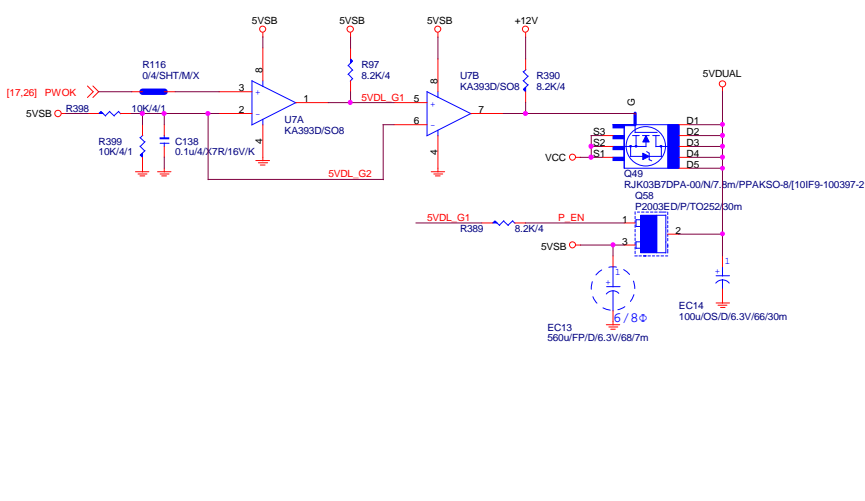 5VSB
5VSB
5VSB
+12V
R116
0/4/SHT/M/X
R97
8.2K/4
U7B
KA393D/SO8
R390
8.2K/4
5VDUAL
[17,26] PWOK
8
3
2
1
4
+
−
U7A
KA393D/SO8
5VSB
R398
10K/4/1
R399
10K/4/1
C138
0.1u/4/X7R/16V/K
5VDL_G1
5VDL_G2
8
5
6
7
4
+
−
G
S3
S2
S1
D1
D2
D3
D4
D5
VCC
Q49
RJK03B7DPA-00/N/7.8m/PPAKSO-8/[10IF9-100397-2
Q58
P2003ED/P/TO252/30m
5VDL_G1
R389
8.2K/4
P_EN
1
2
3
5VSB
1
+
6/8Φ
EC13
560u/FP/D/6.3V/68/7m
1
+
EC14
100u/OS/D/6.3V/66/30m